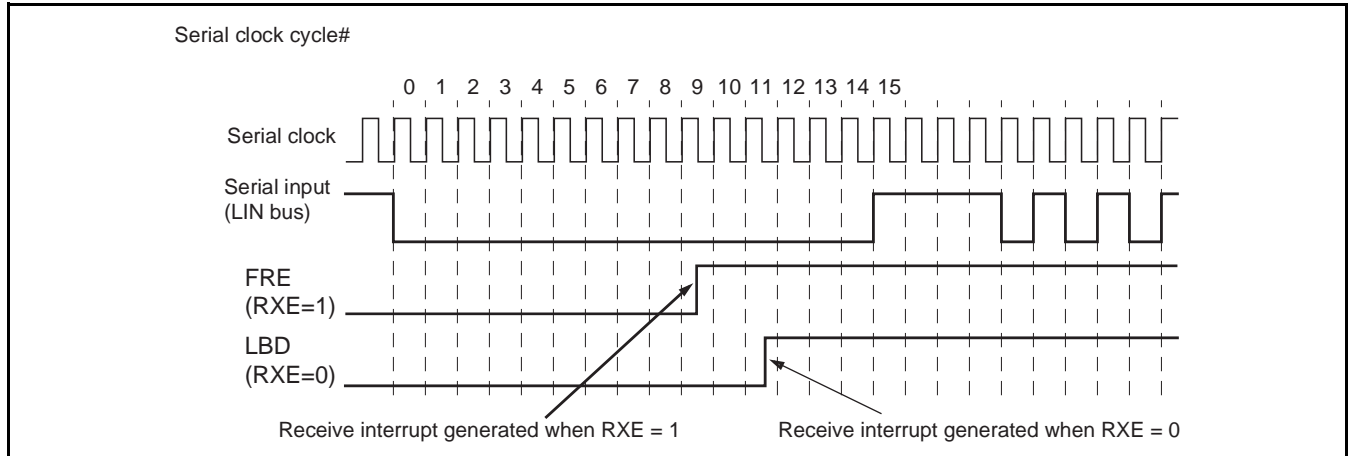 Serial clock cycle#
0 1 2 3 4 5 6 7 8 9 10 11 12 13 14 15
Serial clock
Serial input
(LIN bus)
FRE
(RXE=1)
LBD
(RXE=0)
Receive interrupt generated when RXE = 1 Receive interrupt generated when RXE = 0